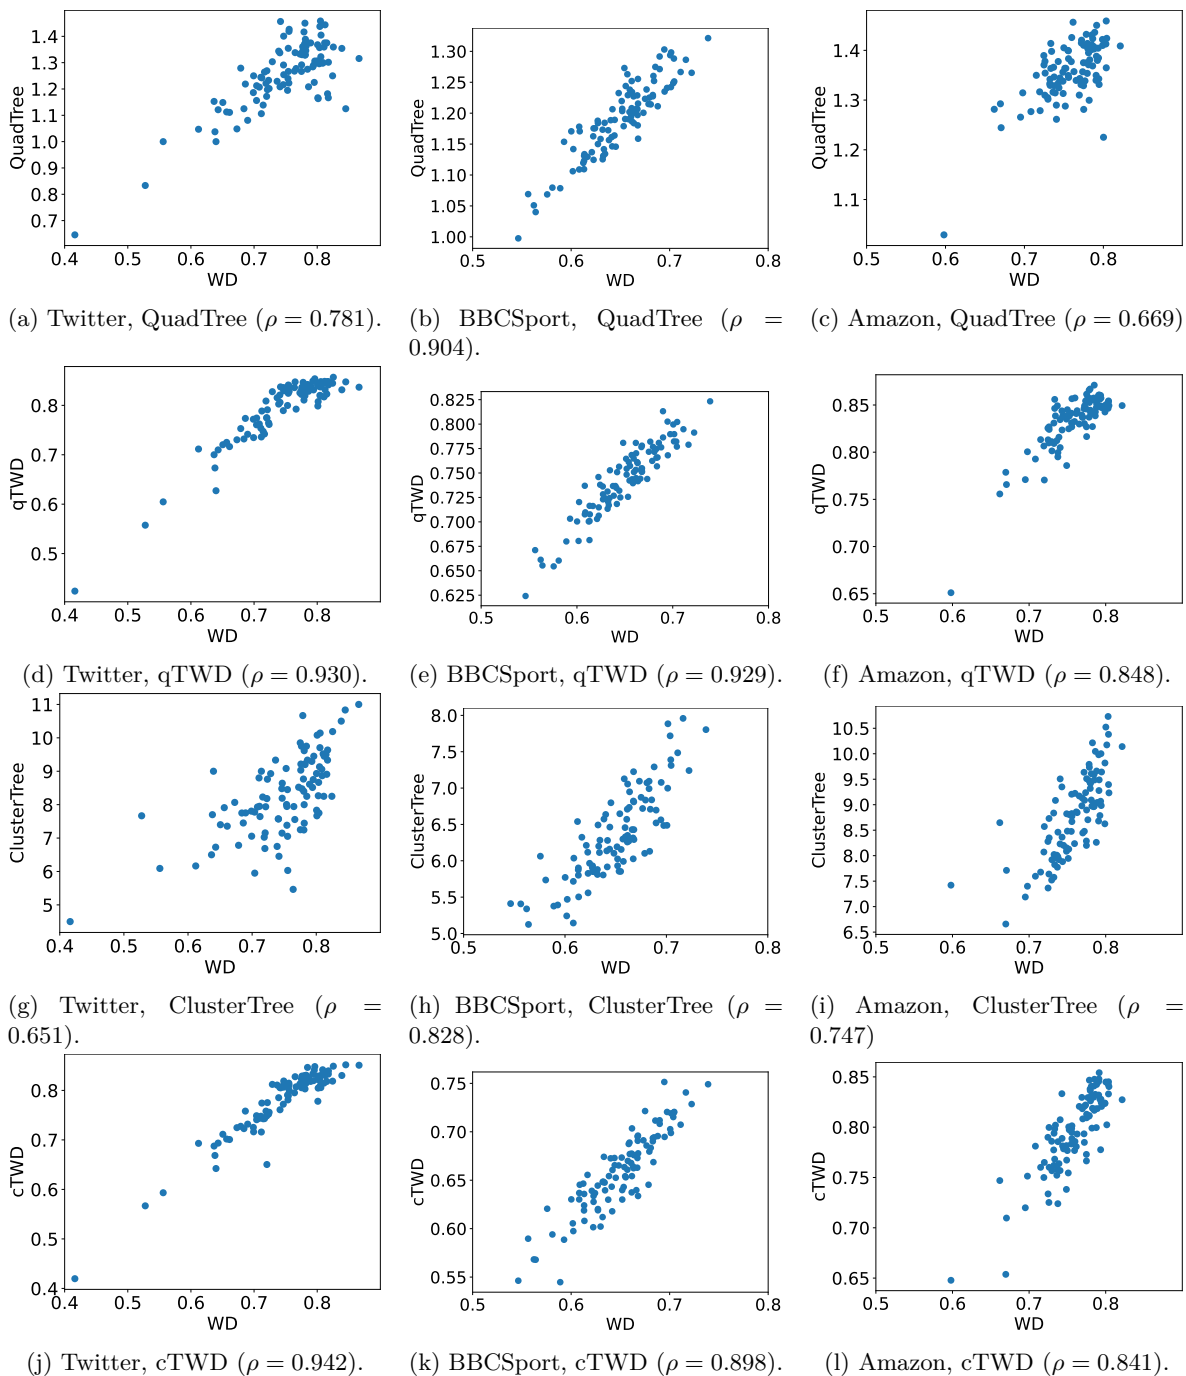 1.4
1.3
1.2
1.1
1.0
0.9
0.8
0.7
QuadTree
0.4 0.5 0.6 0.7 0.8
WD
1.30
1.25
1.20
1.15
1.10
1.05
1.00
QuadTree
0.5 0.6 0.7 0.8
WD
1.4
1.3
1.2
1.1
QuadTree
0.5 0.6 0.7 0.8
WD
(a) Twitter, QuadTree (ρ = 0.781).
(b) BBCSport, QuadTree (ρ =
0.904).
(c) Amazon, QuadTree (ρ = 0.669)
0.8
0.7
0.6
0.5
qTWD
0.4 0.5 0.6 0.7 0.8
WD
0.825
0.800
0.775
0.750
0.725
0.700
0.675
0.650
0.625
qTWD
0.5 0.6 0.7 0.8
WD
0.85
0.80
0.75
0.70
0.65
qTWD
0.5 0.6 0.7 0.8
WD
(d) Twitter, qTWD (ρ = 0.930).
(e) BBCSport, qTWD (ρ = 0.929).
(f) Amazon, qTWD (ρ = 0.848).
11
10
9
8
7
6
5
ClusterTree
0.4 0.5 0.6 0.7 0.8
WD
8.0
7.5
7.0
6.5
6.0
5.5
5.0
ClusterTree
0.5 0.6 0.7 0.8
WD
10.5
10.0
9.5
9.0
8.5
8.0
7.5
7.0
6.5
ClusterTree
0.5 0.6 0.7 0.8
WD
(g) Twitter, ClusterTree (ρ =
0.651).
(h) BBCSport, ClusterTree (ρ =
0.828).
(i) Amazon, ClusterTree (ρ =
0.747)
0.8
0.7
0.6
0.5
0.4
cTWD
0.4 0.5 0.6 0.7 0.8
WD
0.75
0.70
0.65
0.60
0.55
cTWD
0.5 0.6 0.7 0.8
WD
0.85
0.80
0.75
0.70
0.65
cTWD
0.5 0.6 0.7 0.8
WD
(j) Twitter, cTWD (ρ = 0.942).
(k) BBCSport, cTWD (ρ = 0.898).
(l) Amazon, cTWD (ρ = 0.841).